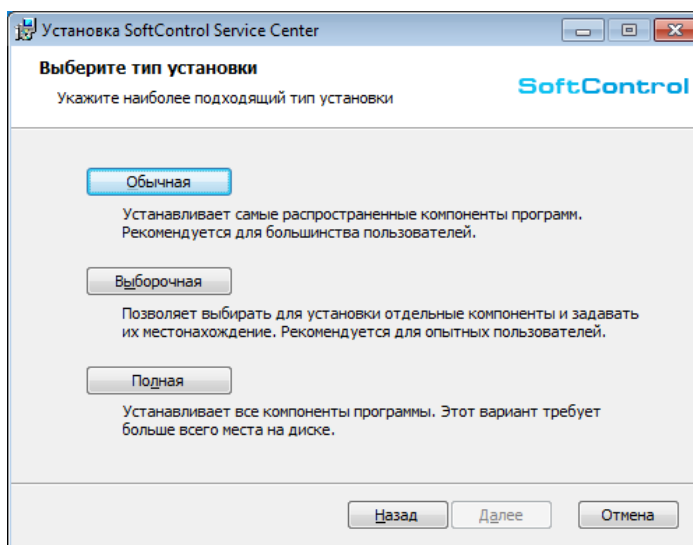 Установка SoftControl Service Center
Выберите тип установки
Укажите наиболее подходящий тип установки
SoftControl
Обычная
Устанавливает самые распространенные компоненты программ.
Рекомендуется для большинства пользователей.
Выборочная
Позволяет выбирать для установки отдельные компоненты и задавать
их местонахождение. Рекомендуется для опытных пользователей.
Полная
Устанавливает все компоненты программы. Этот вариант требует
больше всего места на диске.
Назад
Далее
Отмена